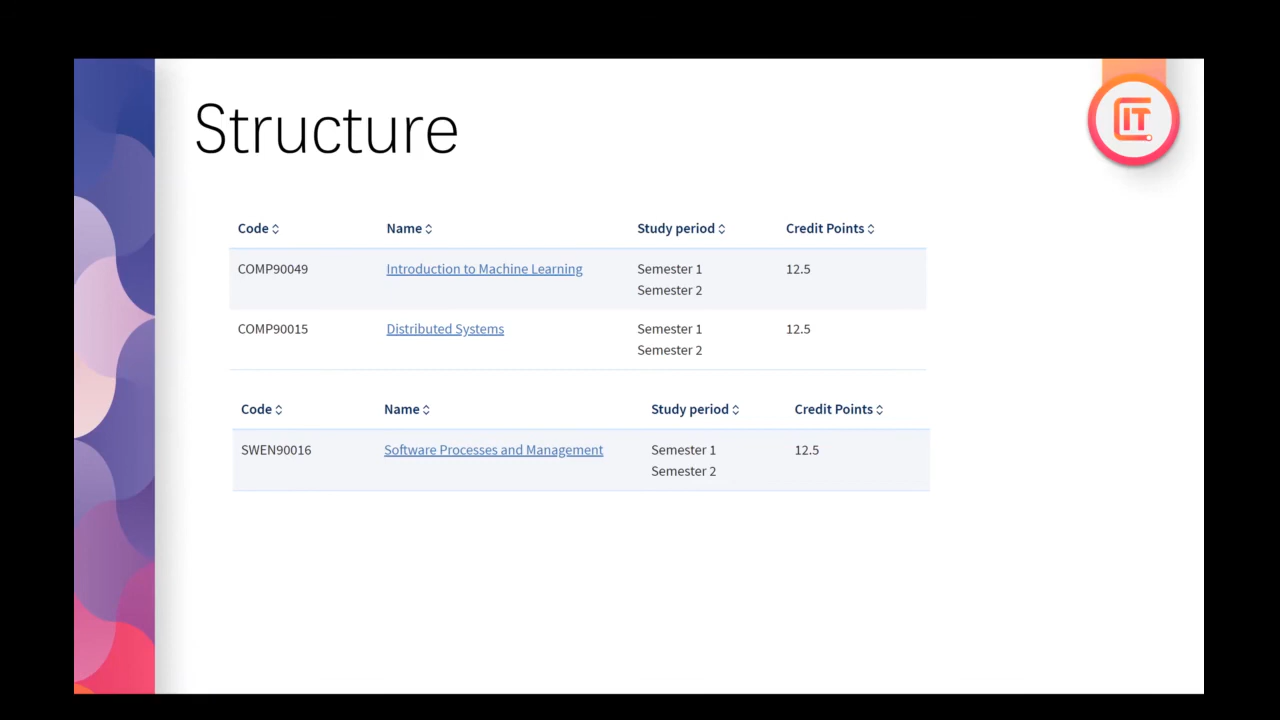 Structure
IT
Code Name Study period Credit Points
COMP90049 Introduction to Machine Learning Semester 1 12.5
Semester 2
COMP90015 Distributed Systems Semester 1 12.5
Semester 2
Code Name Study period Credit Points
SWEN90016 Software Processes and Management Semester 1 12.5
Semester 2